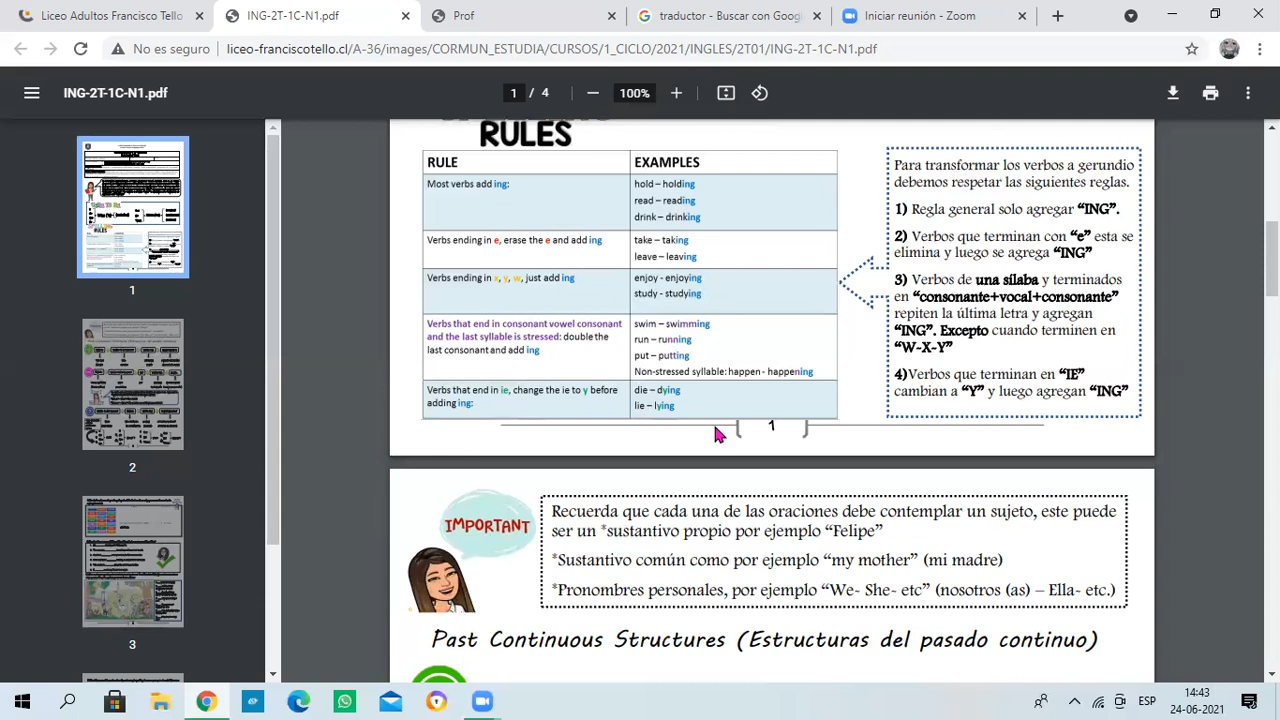 Liceo Adultos Francisco Tello
ING-2T-1C-N1.pdf
Prof
traductor - Buscar con Goog
Iniciar reunión - Zoom
No es seguro
liceo-franciscotello.cl/A-36/images/CORMUN_ESTUDIA/CURSOS/1_CICLO/2021/INGLES/2T01/ING-2T-1C-N1.pdf
ING-2T-1C-N1.pdf
1 / 4
100%
RULES
RULE
EXAMPLES
Most verbs add ing:
hold – holding
read – reading
drink – drinking
Verbs ending in e, erase the e and add ing
take – taking
leave – leaving
Verbs ending in x, y, w, just add ing
enjoy - enjoying
study - studying
Verbs that end in consonant vowel consonant
and the last syllable is stressed: double the
last consonant and add ing
swim – swimming
run – running
put – putting
Non-stressed syllable: happen - happening
Verbs that end in ie, change the ie to y before
adding ing:
die – dying
lie – lying
Para transformar los verbos a gerundio
debemos respetar las siguientes reglas.
1) Regla general solo agregar “ING”.
2) Verbos que terminan con “e” esta se
elimina y luego se agrega “ING”
3) Verbos de una sílaba y terminados
en “consonante+vocal+consonante”
repiten la última letra y agregan
“ING”. Excepto cuando terminen en
“W-X-Y”
4)Verbos que terminan en “IE”
cambian a “Y” y luego agregan “ING”
1
IMPORTANT
Recuerda que cada una de las oraciones debe contemplar un sujeto, este puede
ser un *sustantivo propio por ejemplo “Felipe”
*Sustantivo común como por ejemplo “my mother” (mi madre)
*Pronombres personales, por ejemplo “We- She- etc” (nosotros (as) – Ella- etc.)
Past Continuous Structures (Estructuras del pasado continuo)
1
2
3
ESP
14:43
24-06-2021